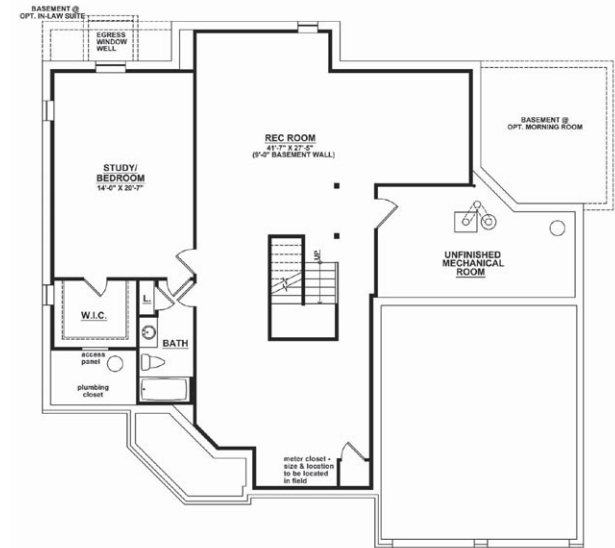 BASEMENT @
OPT. IN-LAW SUITE
EGRESS
WINDOW
WELL
BASEMENT @
OPT. MORNING ROOM
REC ROOM
41'-7" X 27'-5"
(9'-0" BASEMENT WALL)
STUDY/
BEDROOM
14'-0" X 20'-7"
UP
UNFINISHED
MECHANICAL
ROOM
L.
W.I.C.
BATH
access
panel
plumbing
closet
meter closet -
size & location
to be located
in field